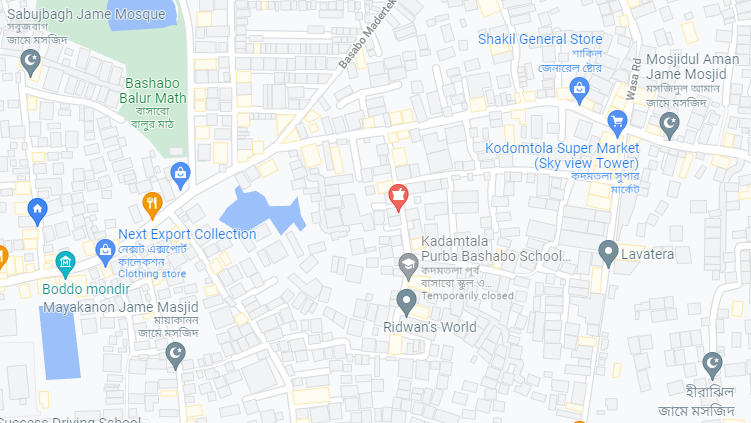 Sabujbagh Jame Mosque
সবুজবাগ
জামে মসজিদ
Basabo Madertek
Shakil General Store
শাকিল
জেনারেল ষ্টোর
Wasa Rd
Mosjidul Aman
Jame Mosjid
মসজিদুল আমান
জামে মসজিদ
Bashabo
Balur Math
বাসাবো
বালুর মাঠ
Kodomtola Super Market
(Sky view Tower)
কদমতলা সুপার
মার্কেট
Next Export Collection
নেক্সট এক্সপোর্ট
কালেকশন
Clothing store
Kadamtala
Purba Bashabo School...
কদমতলা পূর্ব
বাসাবো স্কুল ও...
Temporarily closed
Lavatera
Boddo mondir
Mayakanon Jame Masjid
মায়াকানন
জামে মসজিদ
Ridwan's World
হীরাঝিল
জামে মসজিদ
Success Driving School